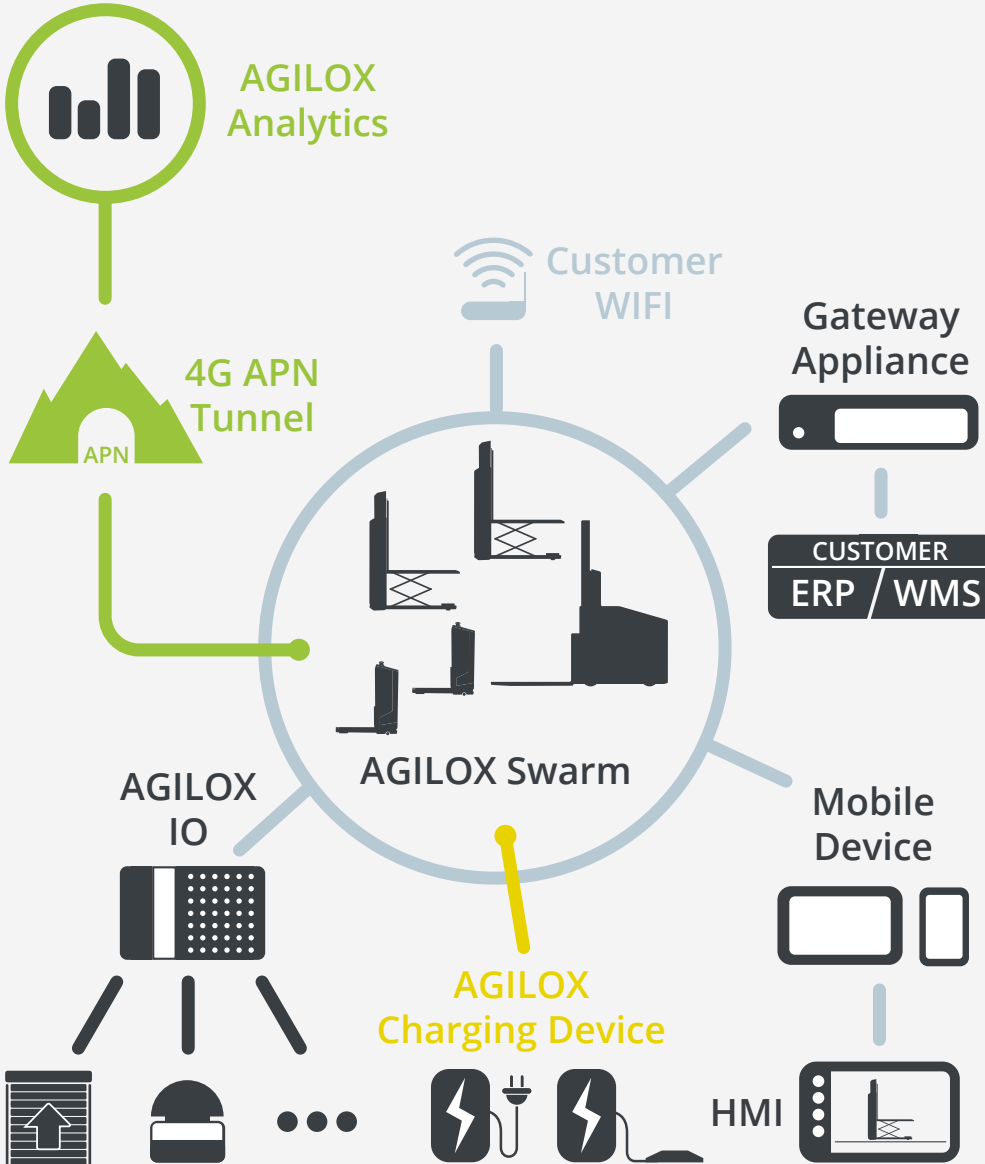 AGILOX
Analytics
Customer
WIFI
Gateway
Appliance
4G APN
Tunnel
APN
CUSTOMER
ERP / WMS
AGILOX Swarm
AGILOX
IO
Mobile
Device
AGILOX
Charging Device
HMI